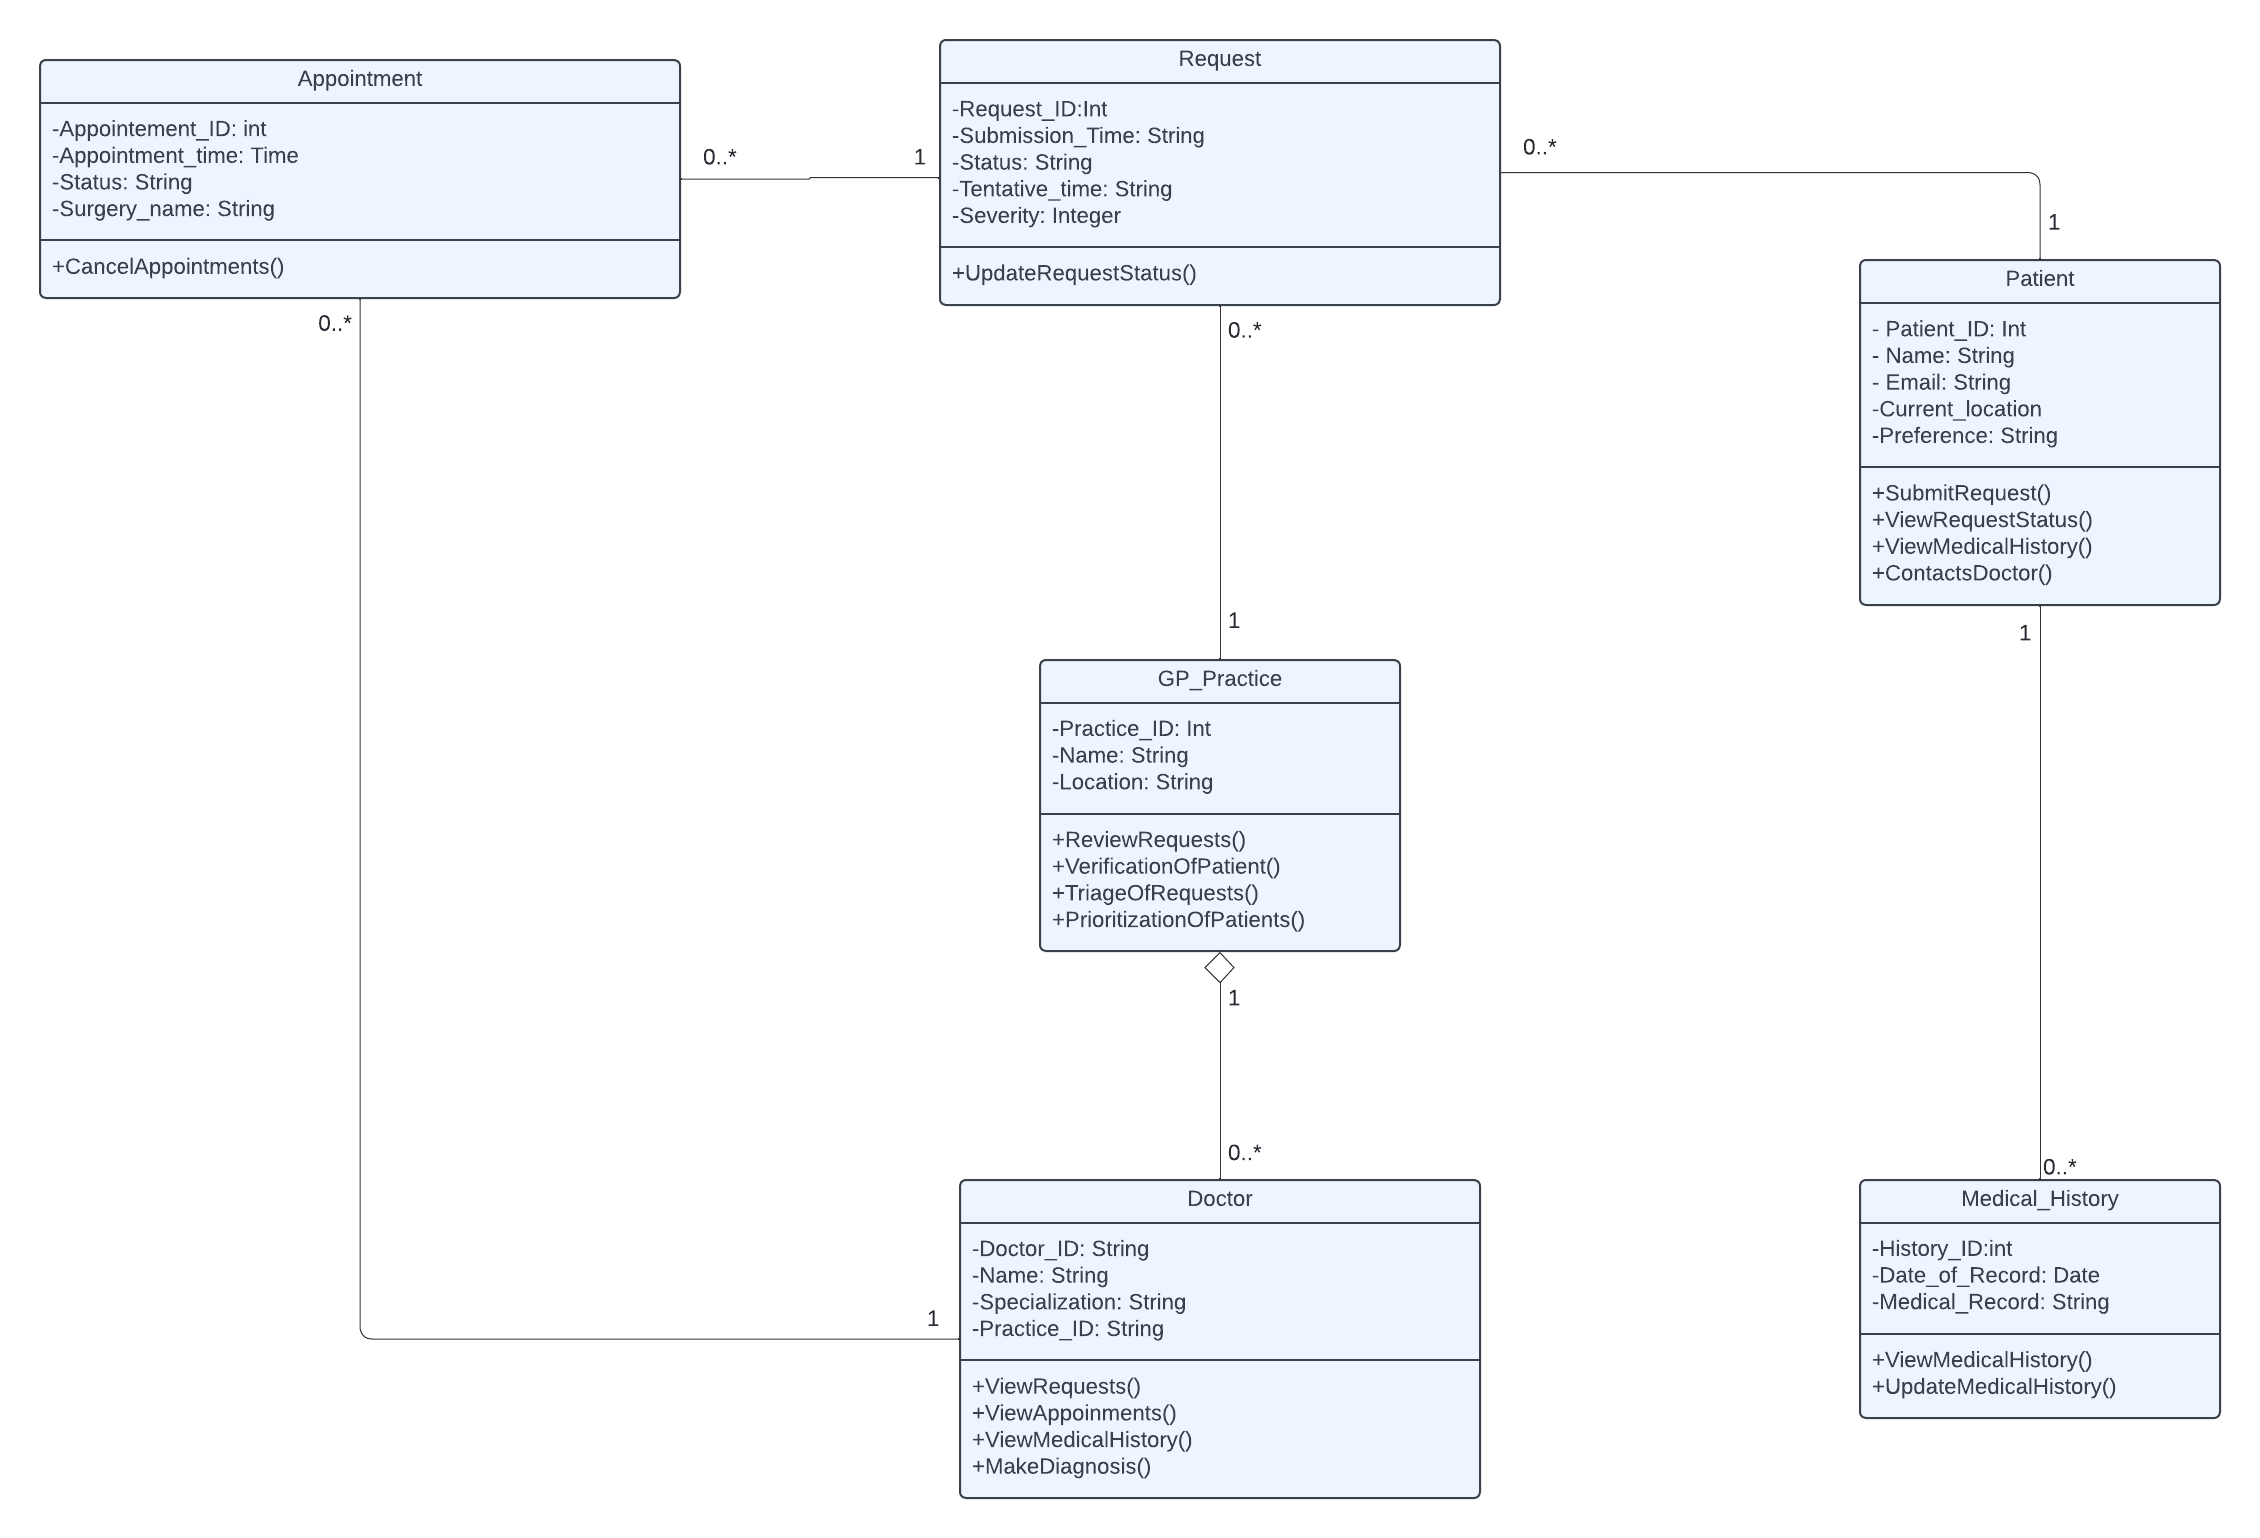 Appointment
-Appointement_ID: int
-Appointment_time: Time
-Status: String
-Surgery_name: String
+CancelAppointments()
0..*
1
0..*
Request
-Request_ID:Int
-Submission_Time: String
-Status: String
-Tentative_time: String
-Severity: Integer
+UpdateRequestStatus()
0..*
1
0..*
1
Patient
- Patient_ID: Int
- Name: String
- Email: String
-Current_location
-Preference: String
+SubmitRequest()
+ViewRequestStatus()
+ViewMedicalHistory()
+ContactsDoctor()
1
0..*
GP_Practice
-Practice_ID: Int
-Name: String
-Location: String
+ReviewRequests()
+VerificationOfPatient()
+TriageOfRequests()
+PrioritizationOfPatients()
1
0..*
1
Doctor
-Doctor_ID: String
-Name: String
-Specialization: String
-Practice_ID: String
+ViewRequests()
+ViewAppoinments()
+ViewMedicalHistory()
+MakeDiagnosis()
Medical_History
-History_ID:int
-Date_of_Record: Date
-Medical_Record: String
+ViewMedicalHistory()
+UpdateMedicalHistory()